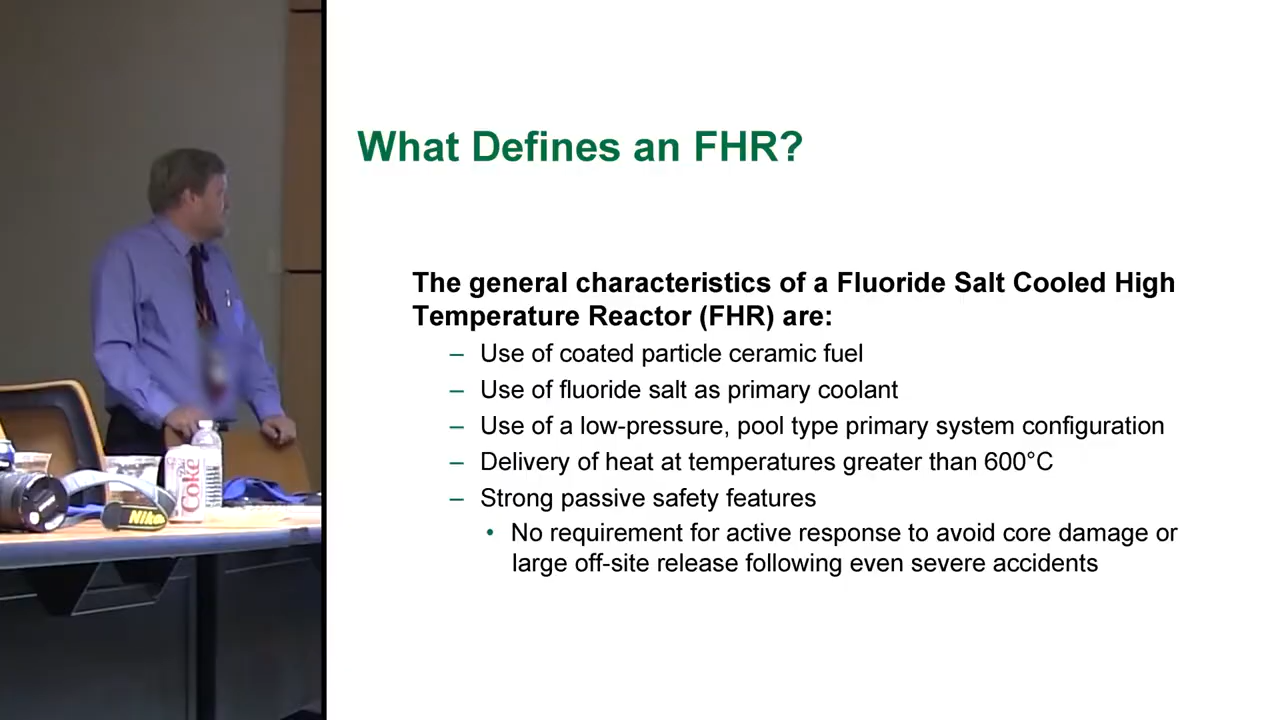 What Defines an FHR?
The general characteristics of a Fluoride Salt Cooled High
Temperature Reactor (FHR) are:
– Use of coated particle ceramic fuel
– Use of fluoride salt as primary coolant
– Use of a low-pressure, pool type primary system configuration
– Delivery of heat at temperatures greater than 600°C
– Strong passive safety features
• No requirement for active response to avoid core damage or
large off-site release following even severe accidents
Coke
Nikon